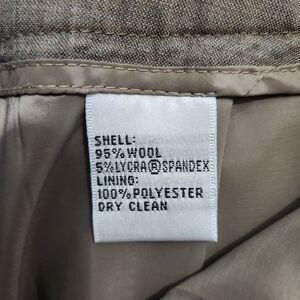 SHELL:
95% WOOL
5% LYCRA® SPANDEX
LINING:
100% POLYESTER
DRY CLEAN